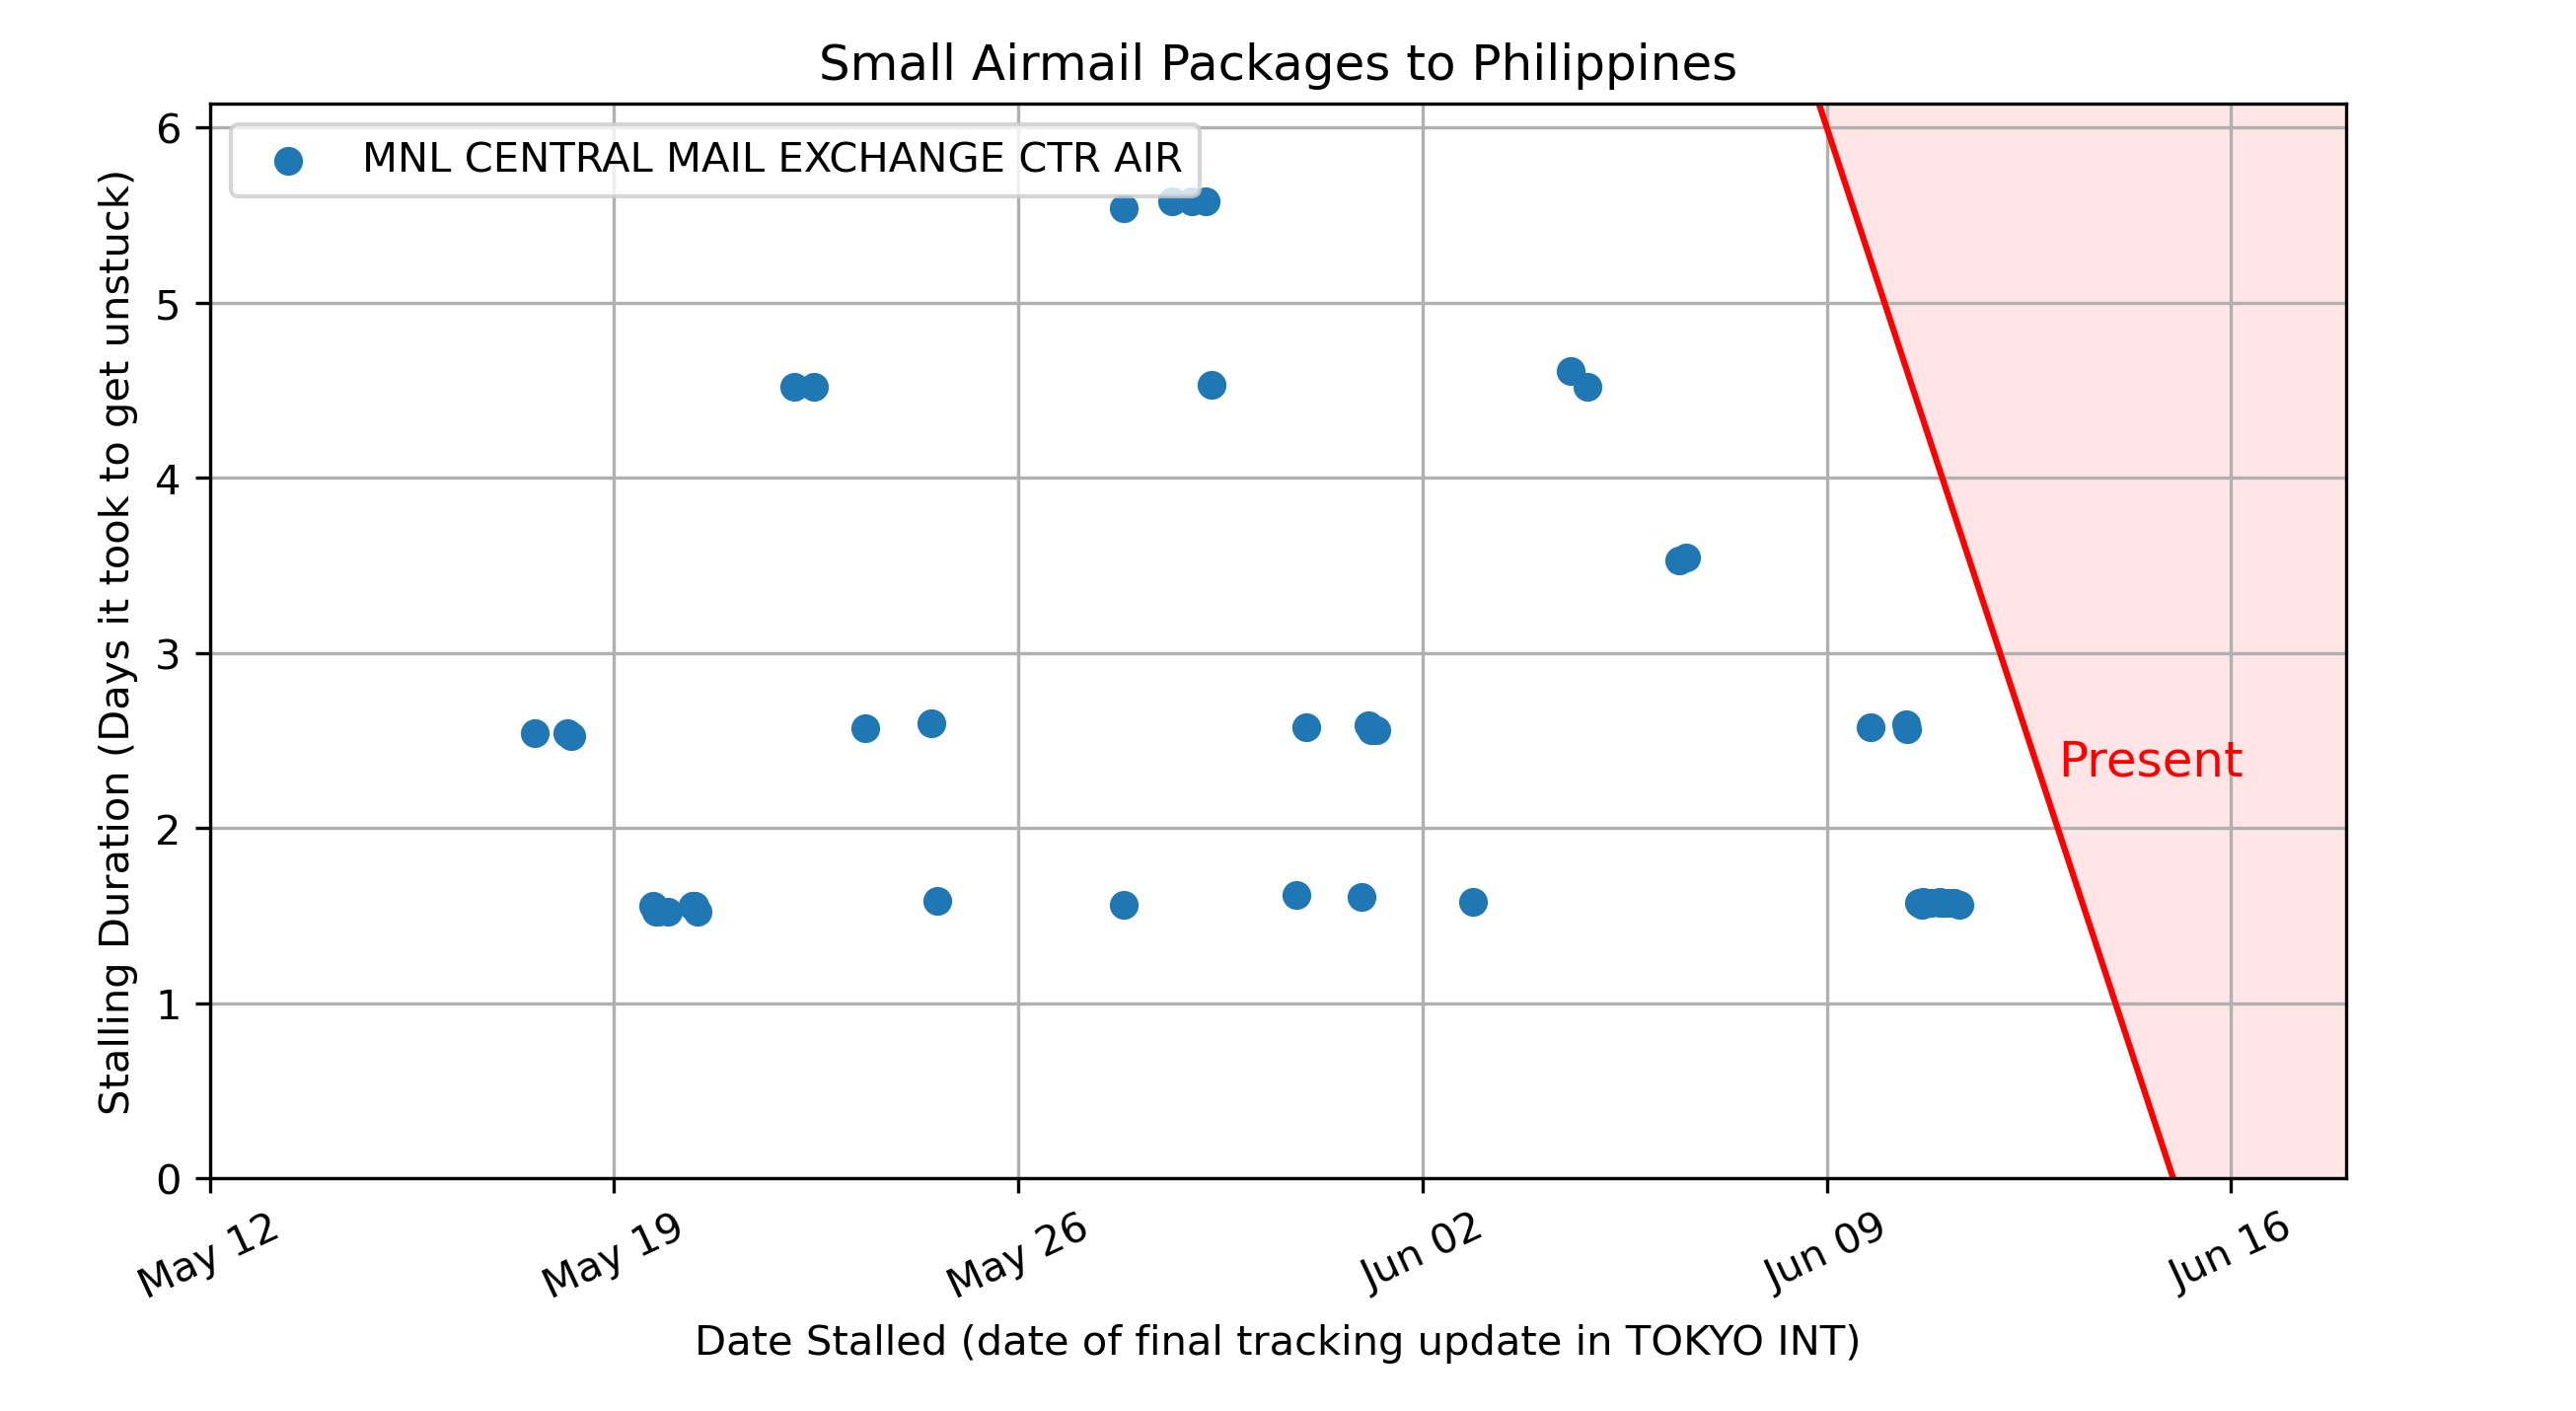 Small Airmail Packages to Philippines
MNL CENTRAL MAIL EXCHANGE CTR AIR
Stalling Duration (Days it took to get unstuck)
6
5
4
3
2
1
0
Present
May 12
May 19
May 26
Jun 02
Jun 09
Jun 16
Date Stalled (date of final tracking update in TOKYO INT)